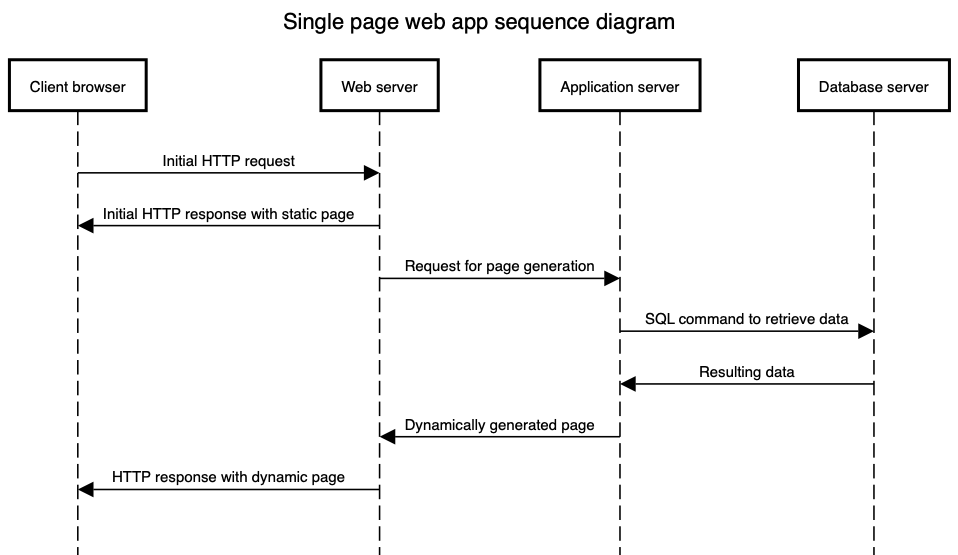 Single page web app sequence diagram
Client browser
Web server
Application server
Database server
Initial HTTP request
Initial HTTP response with static page
Request for page generation
SQL command to retrieve data
Resulting data
Dynamically generated page
HTTP response with dynamic page